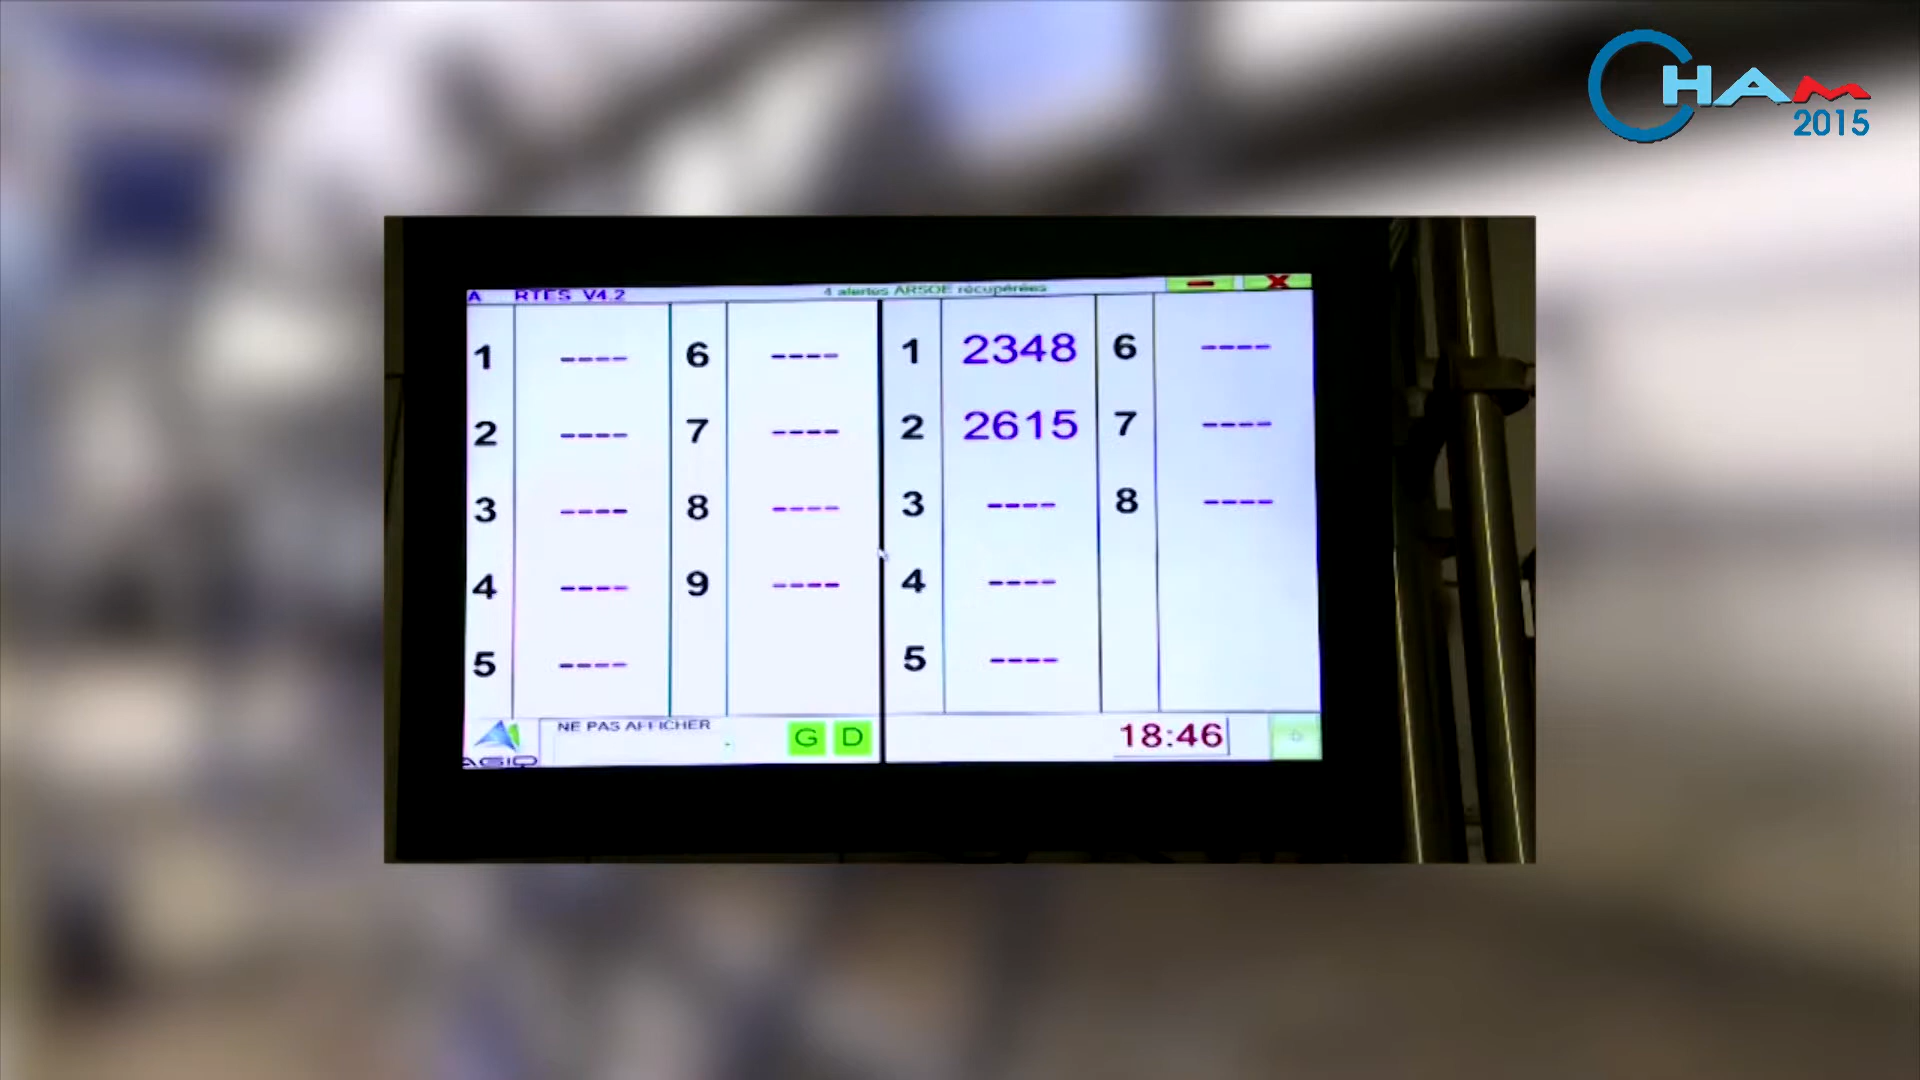 CHAM
2015
RTES V4.2
4 alertes ARSOE récupérées
1 ---- 6 ---- 1 2348 6 ----
2 ---- 7 ---- 2 2615 7 ----
3 ---- 8 ---- 3 ---- 8 ----
4 ---- 9 ---- 4 ----
5 ---- 5 ----
NE PAS AFFICHER
G D
18:46